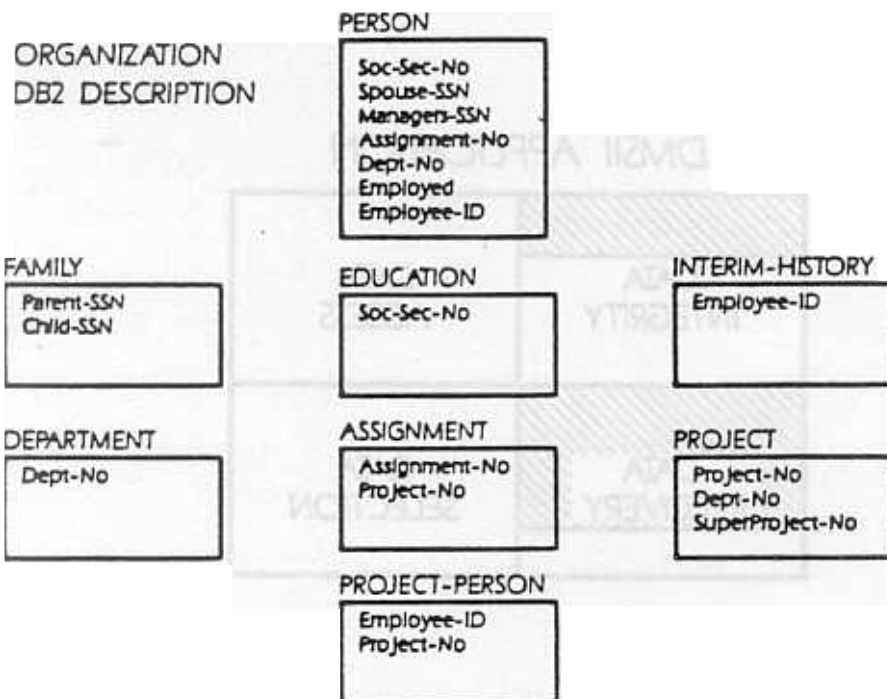 ORGANIZATION
DB2 DESCRIPTION
PERSON
Soc-Sec-No
Spouse-SSN
Managers-SSN
Assignment-No
Dept-No
Employed
Employee-ID
FAMILY
Parent-SSN
Child-SSN
EDUCATION
Soc-Sec-No
INTERIM-HISTORY
Employee-ID
DEPARTMENT
Dept-No
ASSIGNMENT
Assignment-No
Project-No
PROJECT
Project-No
Dept-No
SuperProject-No
PROJECT-PERSON
Employee-ID
Project-No